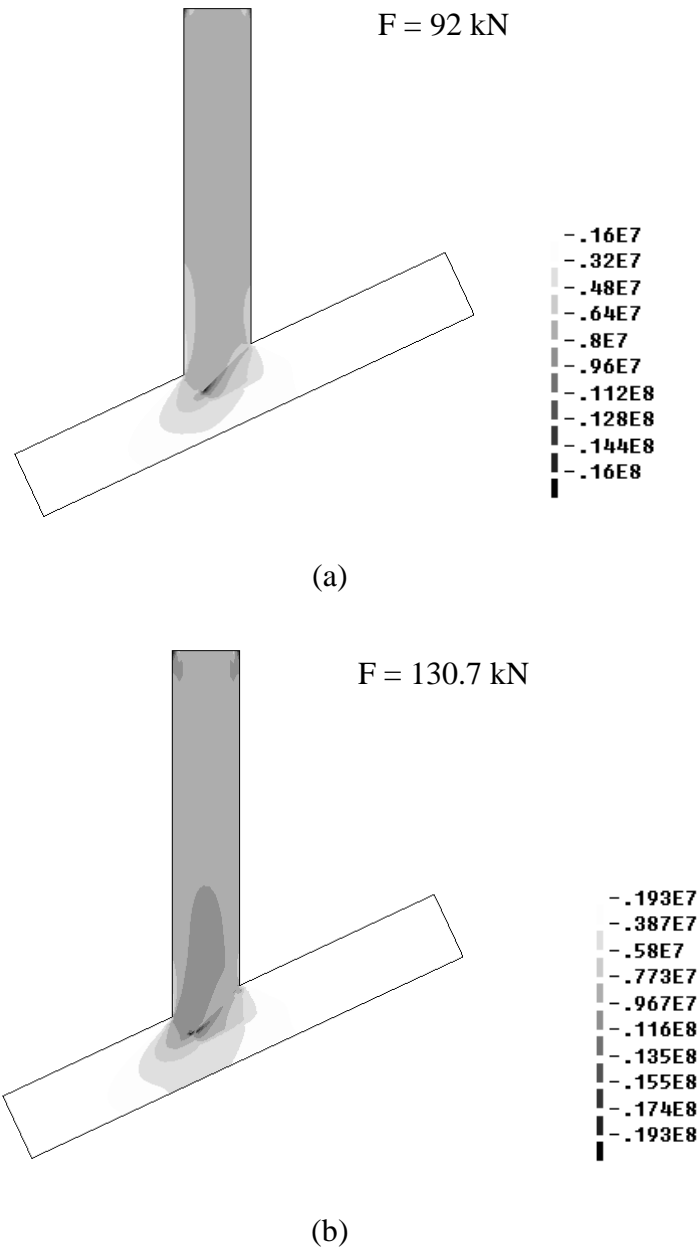 F = 92 kN
-.16E7
-.32E7
-.48E7
-.64E7
-.8E7
-.96E7
-.112E8
-.128E8
-.144E8
-.16E8
(a)
F = 130.7 kN
-.193E7
-.387E7
-.58E7
-.773E7
-.967E7
-.116E8
-.135E8
-.155E8
-.174E8
-.193E8
(b)